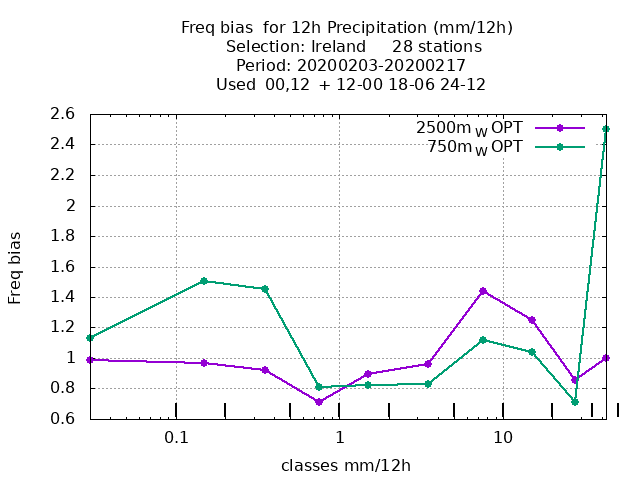 Freq bias  for 12h Precipitation (mm/12h)
Selection: Ireland     28 stations
Period: 20200203-20200217
Used  00,12  + 12-00 18-06 24-12
2500m W OPT
750m W OPT
2.6
2.4
2.2
2
1.8
1.6
1.4
1.2
1
0.8
0.6
Freq bias
0.1 1 10
classes mm/12h